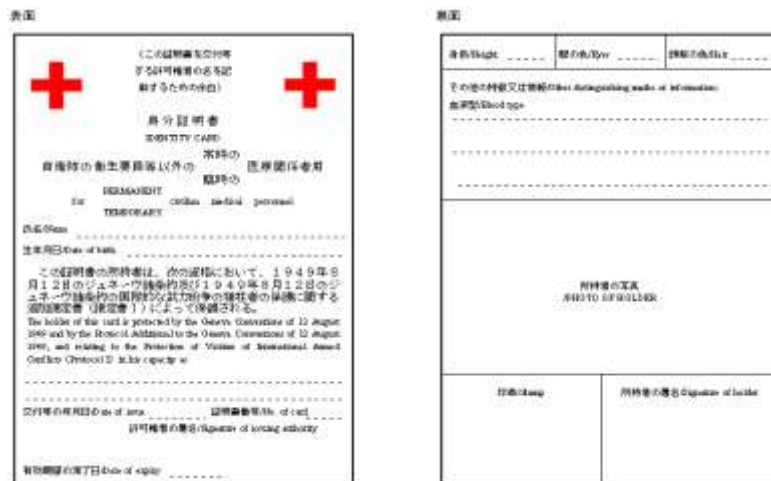 表面
(この証明書を交付等
する許可権者の名を記
載するための余白)
身分証明書
IDENTITY CARD
自衛隊の衛生要員等以外の 常時の 臨時の 医療関係者用
for PERMANENT TEMPORARY civilian medical personnel
氏名/Name
生年月日/Date of birth
この証明書の所持者は、次の資格において、1949年8
月12日のジュネーヴ諸条約及び1949年8月12日のジ
ュネーヴ諸条約の国際的な武力紛争の犠牲者の保護に関する
追加議定書(議定書I)によって保護される。
The holder of this card is protected by the Geneva Conventions of 12 August
1949 and by the Protocol Additional to the Geneva Conventions of 12 August
1949, and relating to the Protection of Victims of International Armed
Conflicts (Protocol I) in his capacity as
交付等の年月日/Date of issue 証明書番号/No. of card
許可権者の署名/Signature of issuing authority
有効期間の満了日/Date of expiry
裏面
身長/Height 眼の色/Eyes 頭髪の色/Hair
その他の特徴又は情報/Other distinguishing marks or information:
血液型/Blood type
所持者の写真
/PHOTO OF HOLDER
印章/Stamp 所持者の署名/Signature of holder